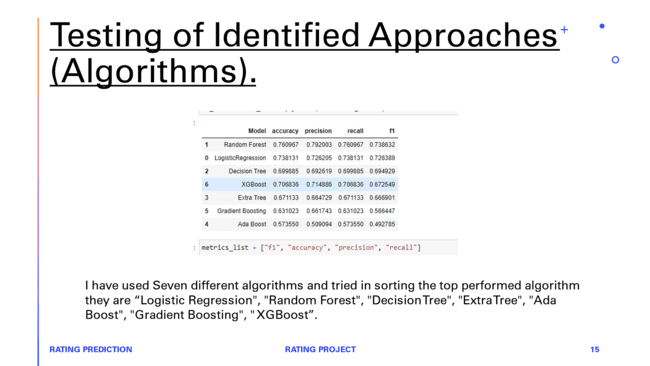 Testing of Identified Approaches
(Algorithms).
:
Model accuracy precision recall f1
1 Random Forest 0.760967 0.792003 0.760967 0.738632
0 LogisticRegression 0.738131 0.726205 0.738131 0.726389
2 Decision Tree 0.699885 0.692619 0.699885 0.694929
6 XGBoost 0.706836 0.714886 0.706836 0.672549
3 Extra Tree 0.671133 0.664729 0.671133 0.666901
5 Gradient Boosting 0.631023 0.661743 0.631023 0.566447
4 Ada Boost 0.573550 0.509094 0.573550 0.492785
: metrics_list = ["f1", "accuracy", "precision", "recall"]
I have used Seven different algorithms and tried in sorting the top performed algorithm
they are “Logistic Regression", "Random Forest", "Decision Tree", "Extra Tree", "Ada
Boost", "Gradient Boosting", "XGBoost”.
RATING PREDICTION RATING PROJECT 15